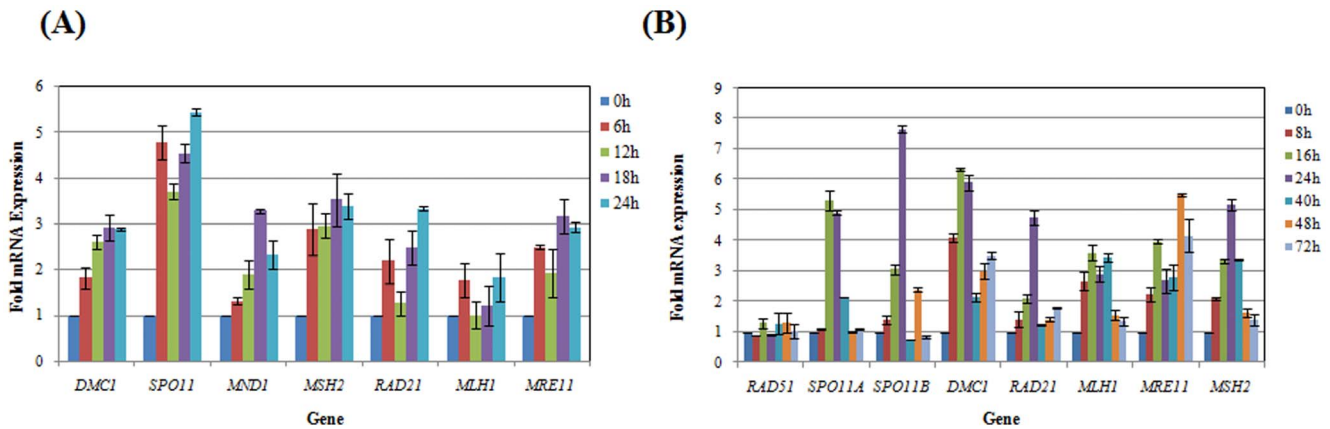 (A)
Fold mRNA Expression
6
5
4
3
2
1
0
DMC1 SPO11 MND1 MSH2 RAD21 MLH1 MRE11
Gene
0h
6h
12h
18h
24h
(B)
Fold mRNA expression
9
8
7
6
5
4
3
2
1
0
RAD51 SPO11A SPO11B DMC1 RAD21 MLH1 MRE11 MSH2
Gene
0h
8h
16h
24h
40h
48h
72h